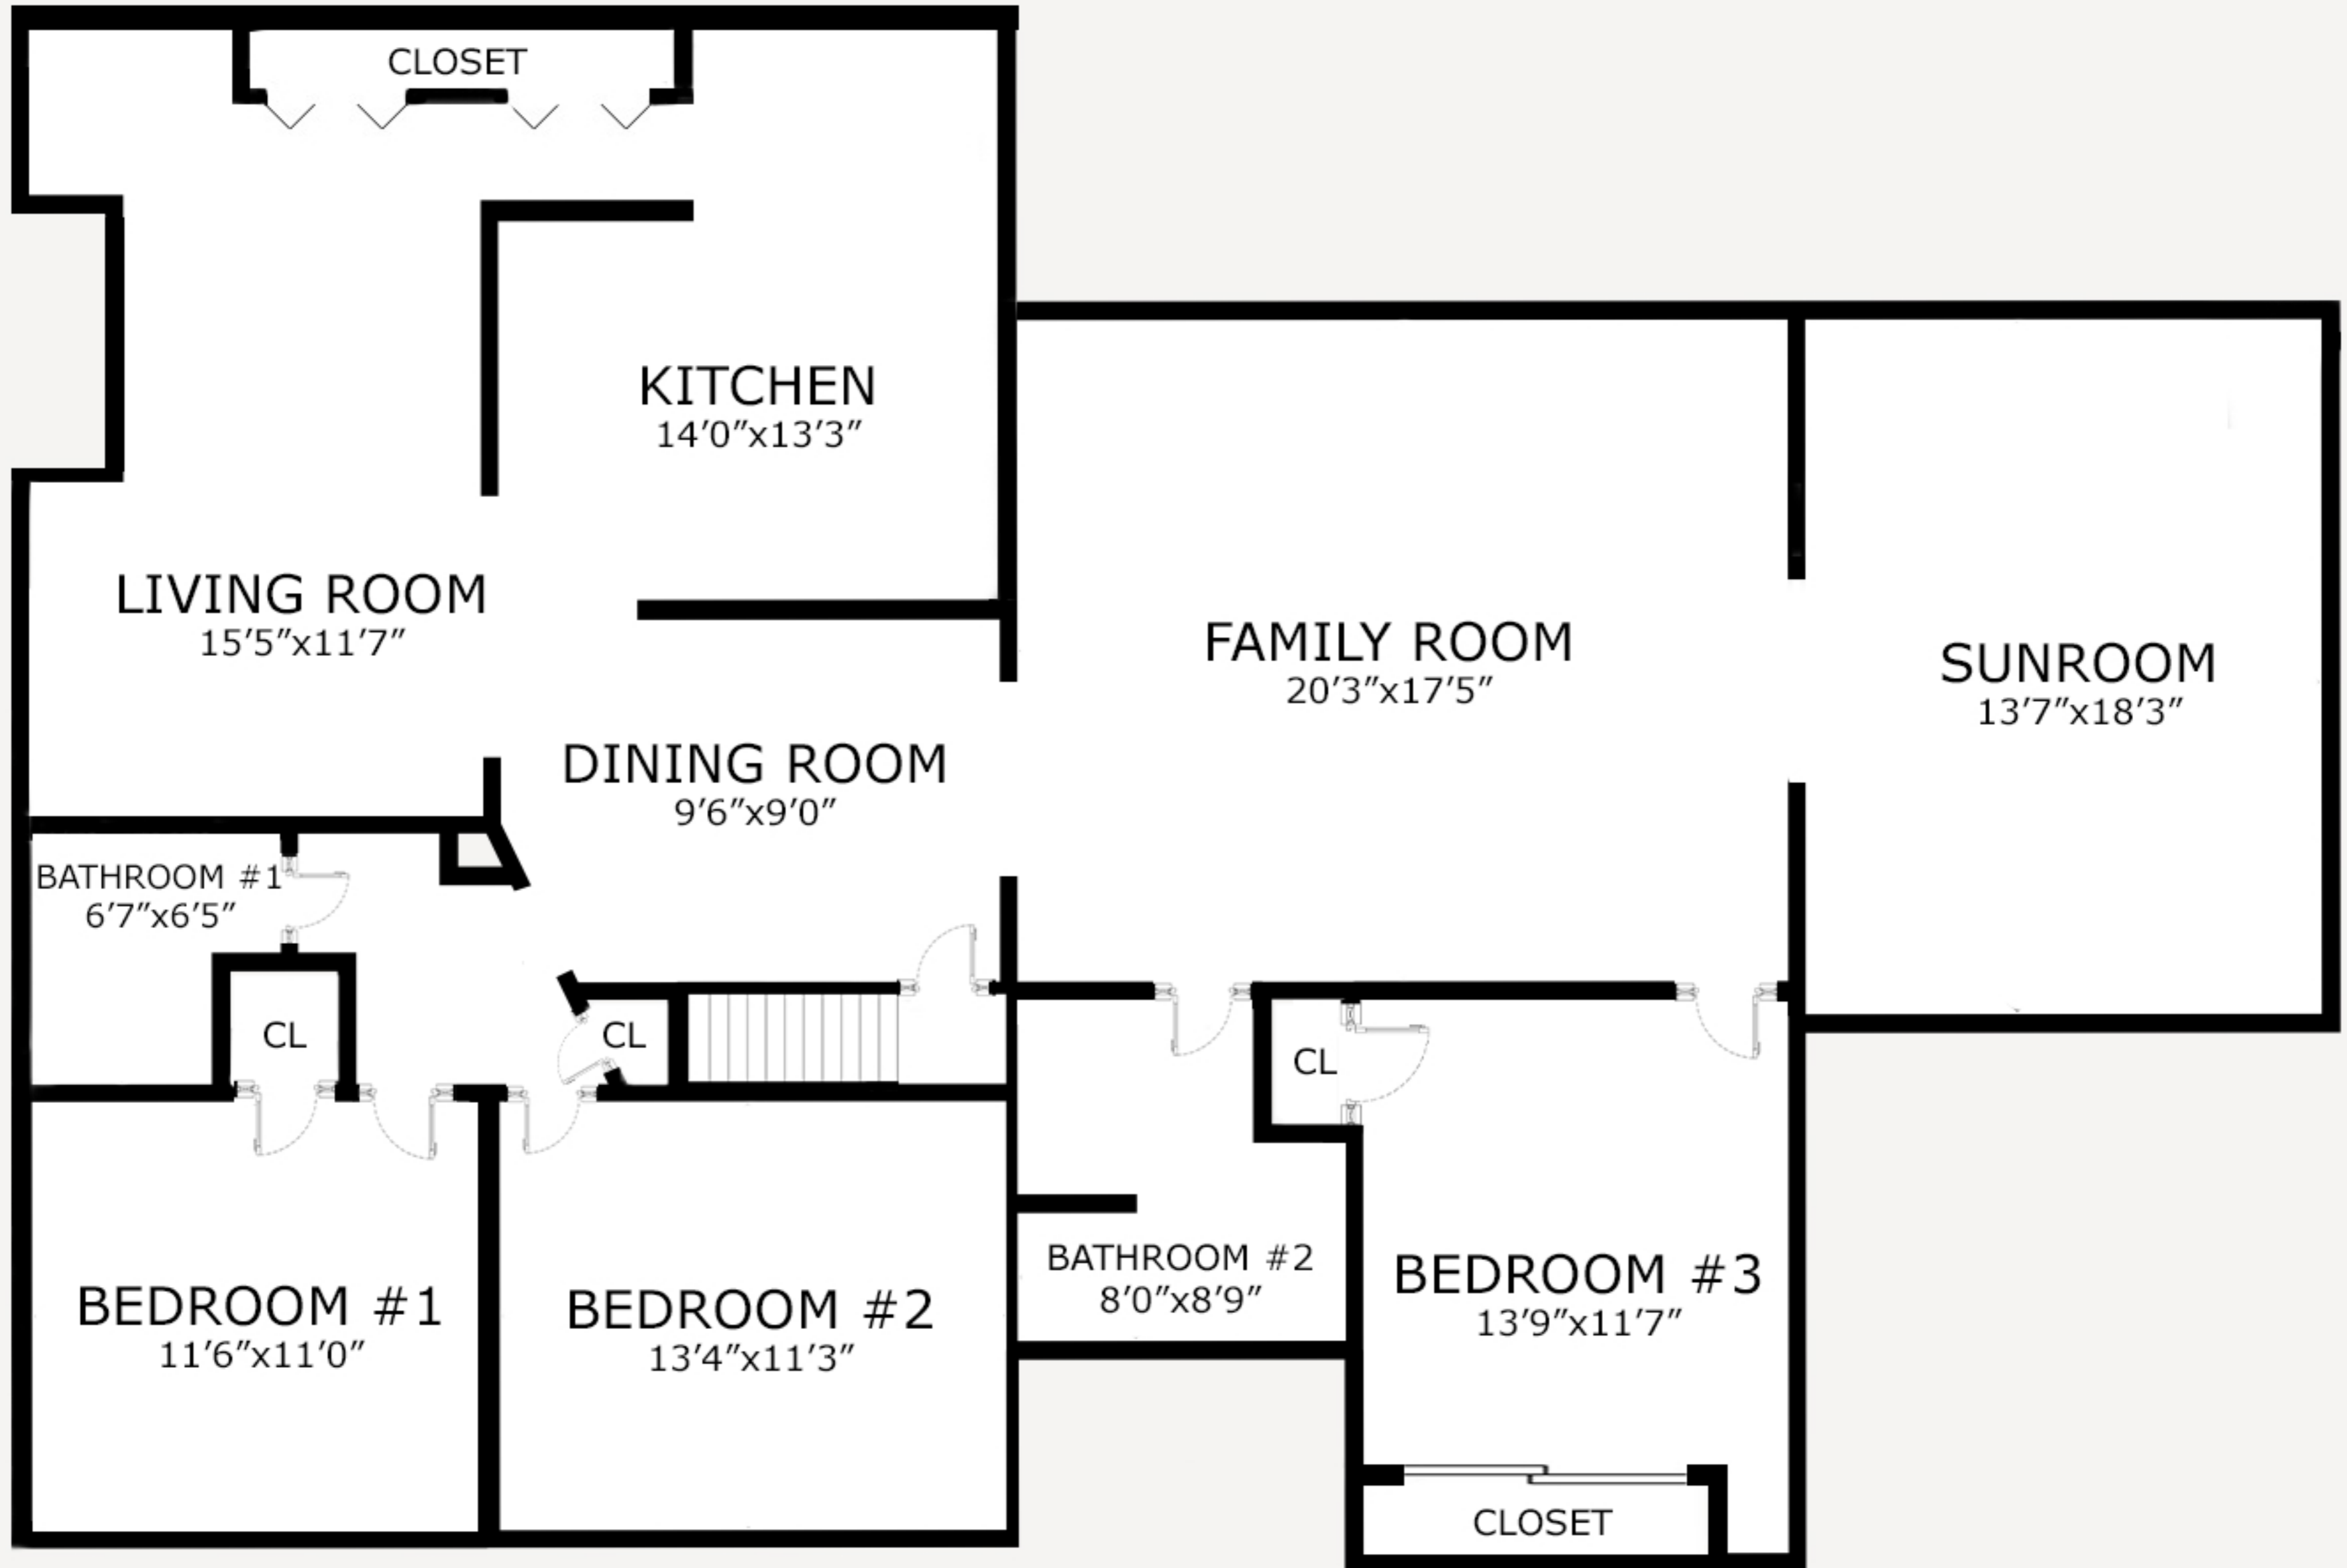 CLOSET
KITCHEN
14′0″x13′3″
LIVING ROOM
15′5″x11′7″
FAMILY ROOM
20′3″x17′5″
SUNROOM
13′7″x18′3″
DINING ROOM
9′6″x9′0″
BATHROOM #1
6′7″x6′5″
CL
CL
CL
BATHROOM #2
8′0″x8′9″
BEDROOM #3
13′9″x11′7″
BEDROOM #1
11′6″x11′0″
BEDROOM #2
13′4″x11′3″
CLOSET